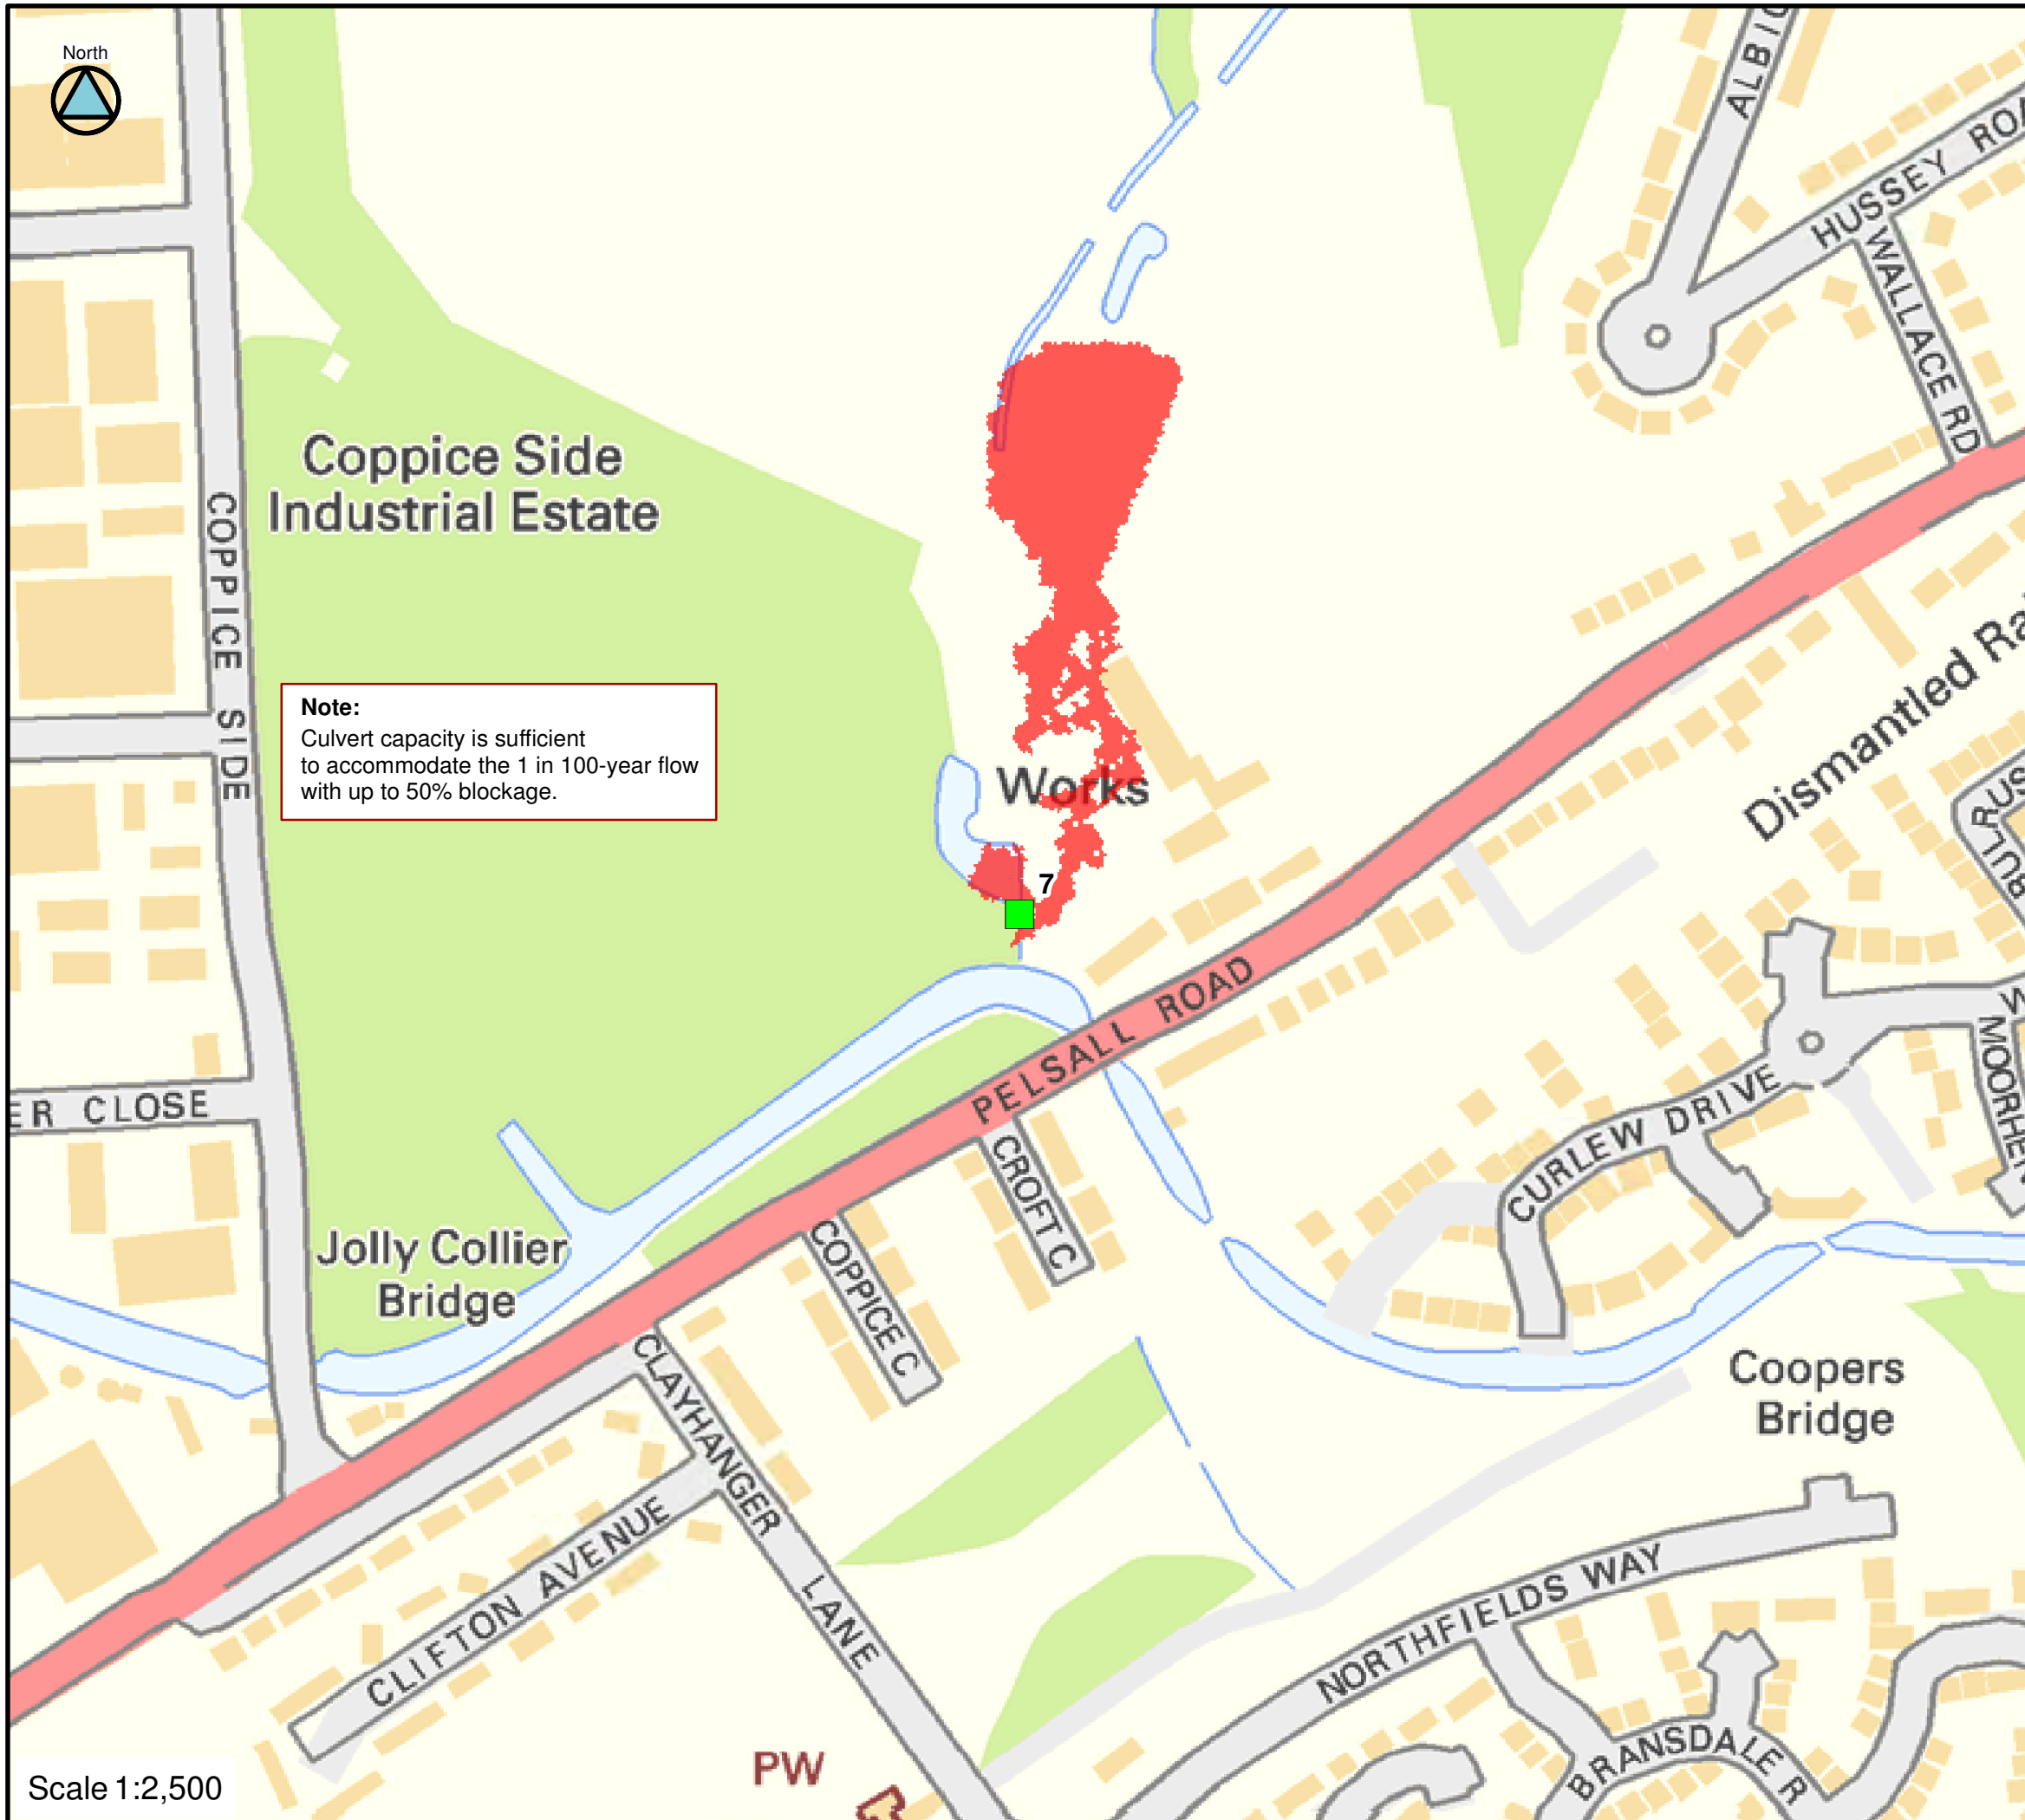 North
ALBIO
HUSSEY ROA
WALLACE RD
Coppice Side
Industrial Estate
COPPICE SIDE
Note:
Culvert capacity is sufficient
to accommodate the 1 in 100-year flow
with up to 50% blockage.
Works
7
Dismantled Ra
RUS
BUL
PELSALL ROAD
ER CLOSE
CROFT C
CURLEW DRIVE
W
MOORHE
Jolly Collier
Bridge
COPPICE C
CLAYHANGER LANE
Coopers
Bridge
CLIFTON AVENUE
NORTHFIELDS WAY
BRANSDALE R
PW
Scale 1:2,500